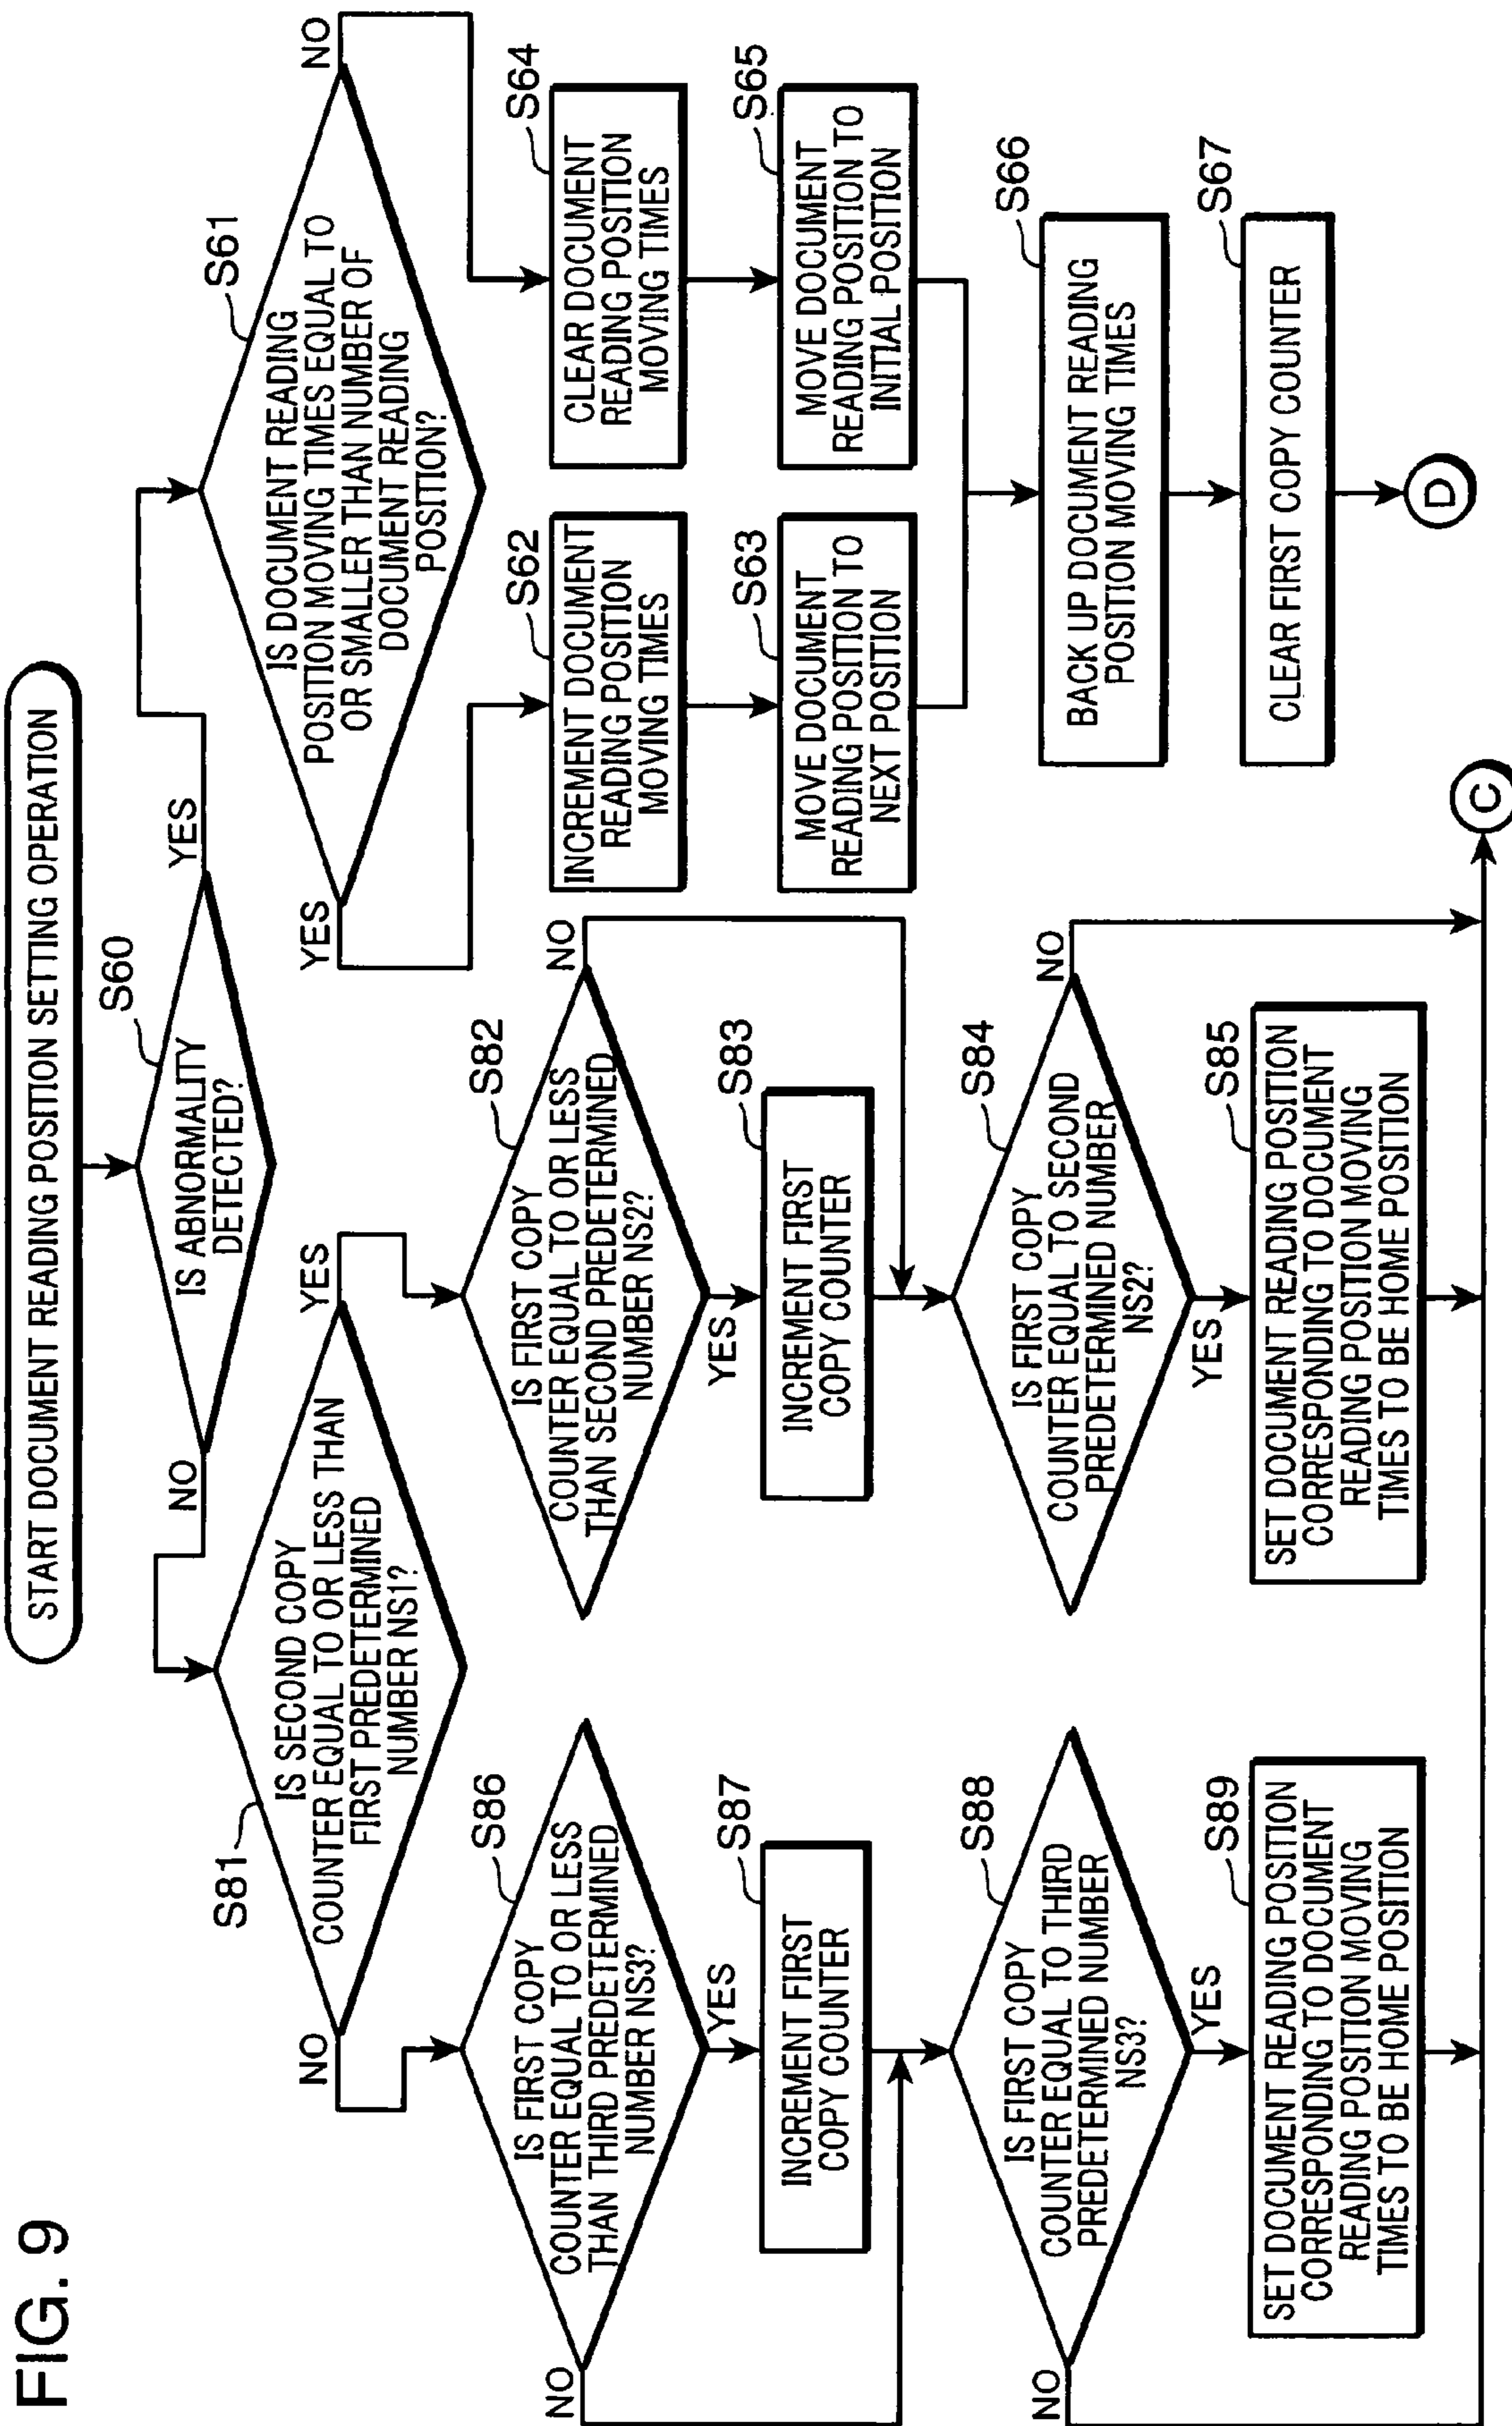 FIG. 9
START DOCUMENT READING POSITION SETTING OPERATION
S60
IS ABNORMALITY
DETECTED?
NO
YES
S81
IS SECOND COPY
COUNTER EQUAL TO OR LESS THAN
FIRST PREDETERMINED
NUMBER NS1?
NO
YES
S61
IS DOCUMENT READING
POSITION MOVING TIMES EQUAL TO
OR SMALLER THAN NUMBER OF
DOCUMENT READING
POSITION?
YES
NO
S86
IS FIRST COPY
COUNTER EQUAL TO OR LESS
THAN THIRD PREDETERMINED
NUMBER NS3?
NO
YES
S82
IS FIRST COPY
COUNTER EQUAL TO OR LESS
THAN SECOND PREDETERMINED
NUMBER NS2?
YES
NO
S62
INCREMENT DOCUMENT
READING POSITION
MOVING TIMES
S64
CLEAR DOCUMENT
READING POSITION
MOVING TIMES
S87
INCREMENT FIRST
COPY COUNTER
S83
INCREMENT FIRST
COPY COUNTER
S63
MOVE DOCUMENT
READING POSITION TO
NEXT POSITION
S65
MOVE DOCUMENT
READING POSITION TO
INITIAL POSITION
S88
IS FIRST COPY
COUNTER EQUAL TO THIRD
PREDETERMINED NUMBER
NS3?
NO
YES
S84
IS FIRST COPY
COUNTER EQUAL TO SECOND
PREDETERMINED NUMBER
NS2?
YES
NO
S66
BACK UP DOCUMENT READING
POSITION MOVING TIMES
S89
SET DOCUMENT READING POSITION
CORRESPONDING TO DOCUMENT
READING POSITION MOVING
TIMES TO BE HOME POSITION
S85
SET DOCUMENT READING POSITION
CORRESPONDING TO DOCUMENT
READING POSITION MOVING
TIMES TO BE HOME POSITION
S67
CLEAR FIRST COPY COUNTER
C
D